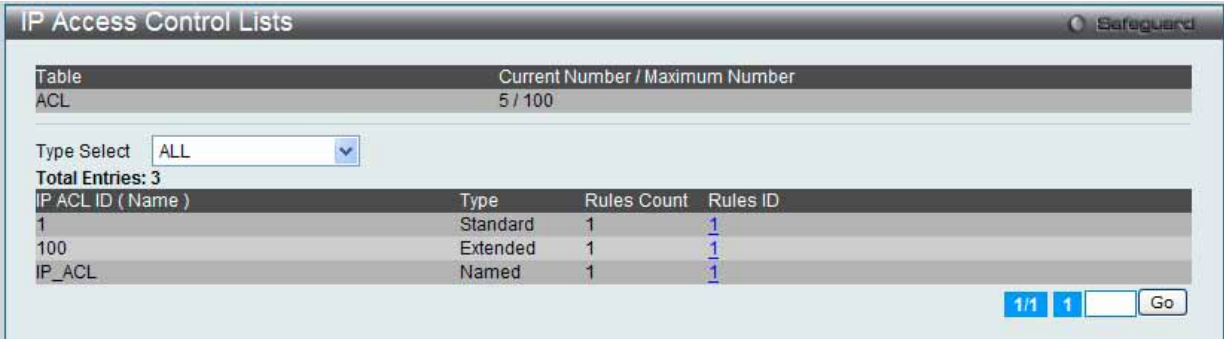 IP Access Control Lists Safeguard
Table Current Number / Maximum Number
ACL 5 / 100
Type Select ALL
Total Entries: 3
IP ACL ID ( Name ) Type Rules Count Rules ID
1 Standard 1 1
100 Extended 1 1
IP_ACL Named 1 1
1/1 1 Go